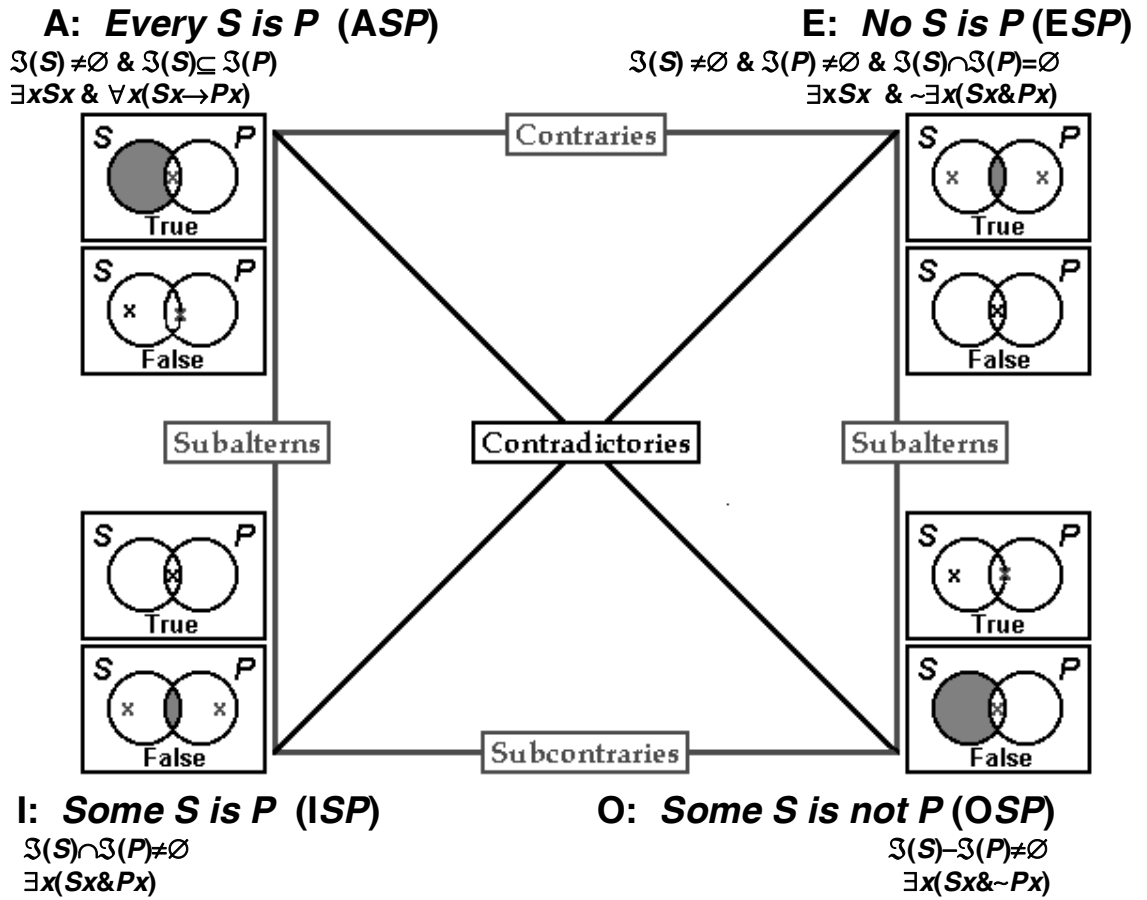 A: Every S is P (ASP)
ℑ(S) ≠∅ & ℑ(S)⊆ ℑ(P)
∃xSx & ∀x(Sx→Px)
E: No S is P (ESP)
ℑ(S) ≠∅ & ℑ(P) ≠∅ & ℑ(S)∩ℑ(P)=∅
∃xSx & ~∃x(Sx&Px)
S P
x
True
S P
x x
False
Contraries
S P
x x
True
S P
x
False
Subalterns
Contradictories
Subalterns
S P
x
True
S P
x x
False
Subcontraries
S P
x x
True
S P
x
False
I: Some S is P (ISP)
ℑ(S)∩ℑ(P)≠∅
∃x(Sx&Px)
O: Some S is not P (OSP)
ℑ(S)–ℑ(P)≠∅
∃x(Sx&~Px)